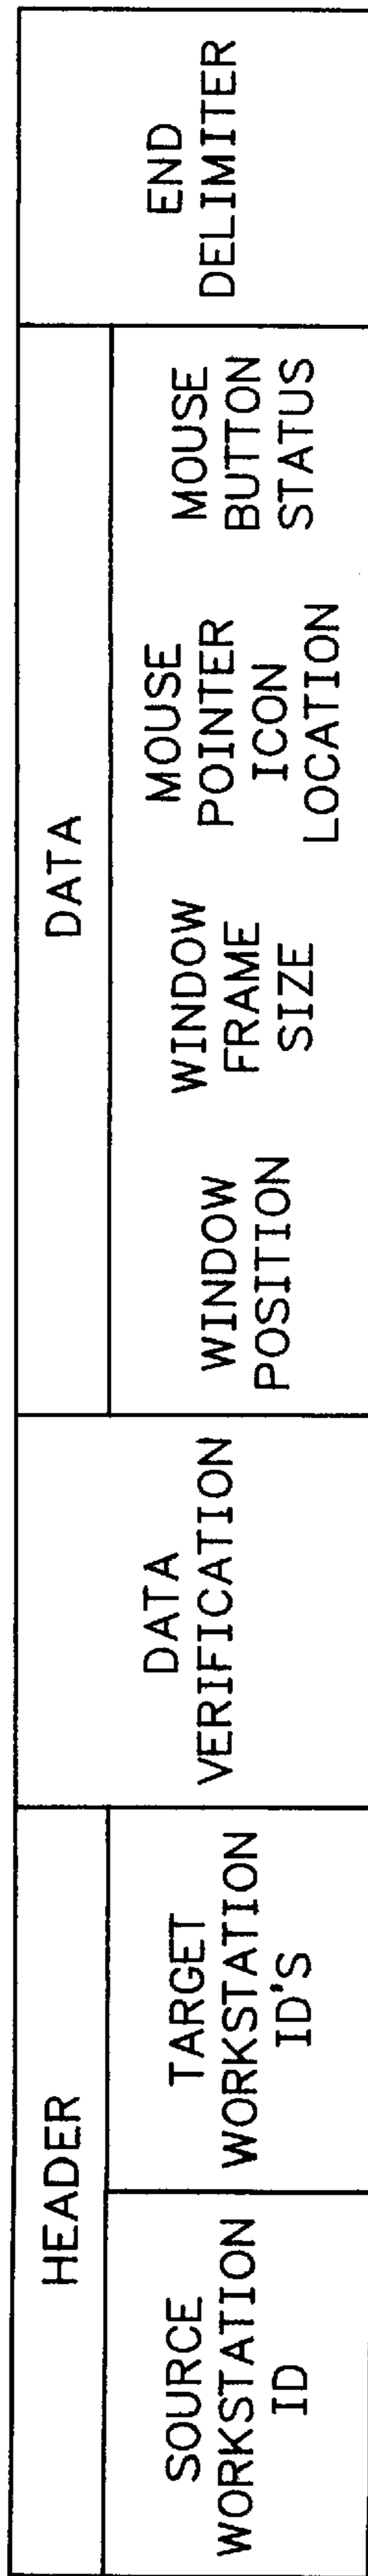 HEADER
SOURCE
WORKSTATION
ID
TARGET
WORKSTATION
ID'S
DATA
VERIFICATION
DATA
WINDOW
POSITION
WINDOW
FRAME
SIZE
MOUSE
POINTER
ICON
LOCATION
MOUSE
BUTTON
STATUS
END
DELIMITER